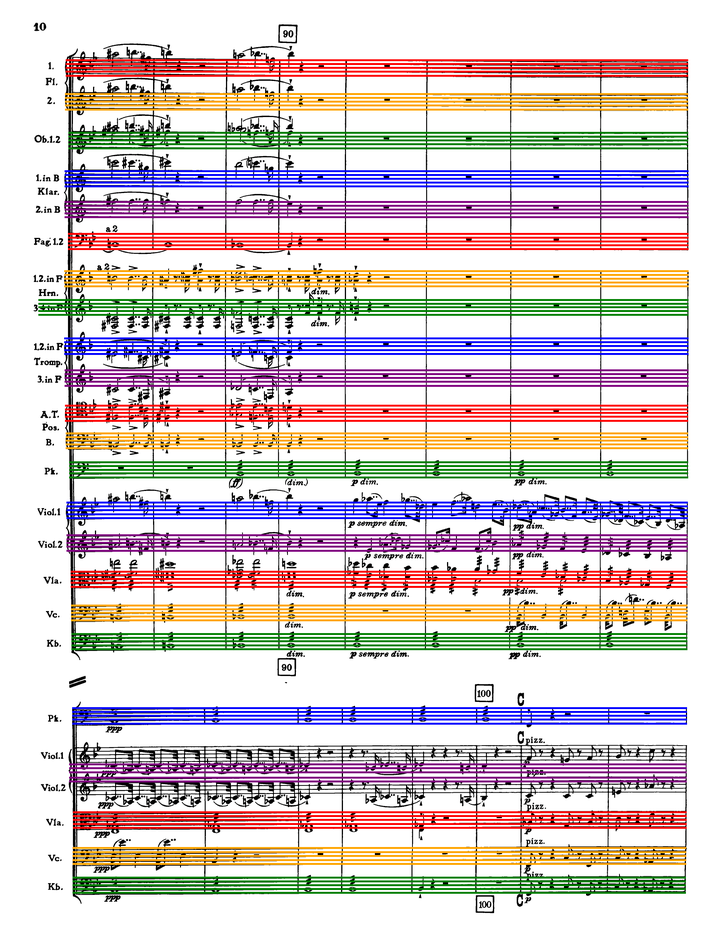 10
90
1.
Fl.
2.
Ob.1.2
1. in B
Klar.
2. in B
a 2
Fag. 1.2
a 2
1.2. in F
Hrn.
dim.
dim.
1.2. in F
Tromp.
3. in F
A.T.
Pos.
B.
Pk.
(ff) (dim.) p dim. pp dim.
Viol.1
p sempre dim. pp dim.
Viol.2
p sempre dim. pp dim.
Vla.
dim. p sempre dim. pp dim.
Vc.
dim. pp dim.
Kb.
dim. p sempre dim. pp dim.
90
100
C
Pk.
ppp
C pizz.
Viol.1
ppp
pizz.
Viol.2
ppp p
pizz.
Vla.
ppp
pizz.
Vc.
ppp p
pizz.
Kb.
ppp p
100
C